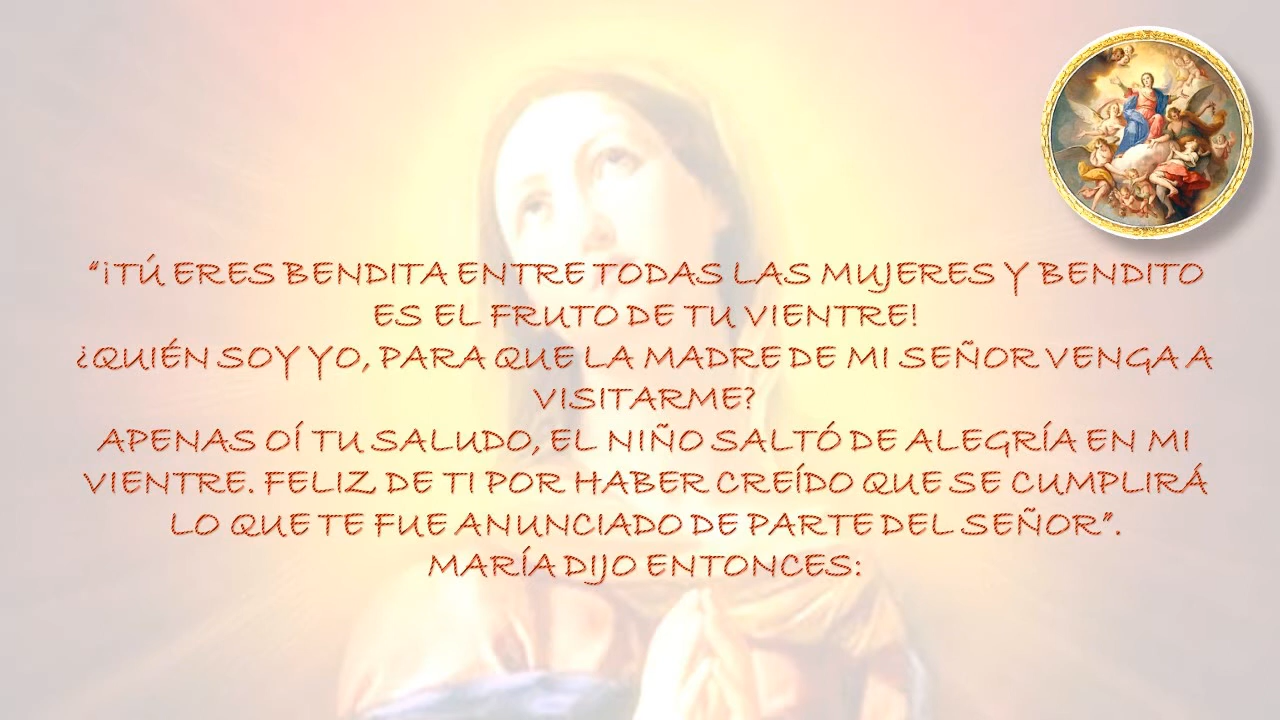 “¡TÚ ERES BENDITA ENTRE TODAS LAS MUJERES Y BENDITO
ES EL FRUTO DE TU VIENTRE!
¿QUIÉN SOY YO, PARA QUE LA MADRE DE MI SEÑOR VENGA A
VISITARME?
APENAS OÍ TU SALUDO, EL NIÑO SALTÓ DE ALEGRÍA EN MI
VIENTRE. FELIZ DE TI POR HABER CREÍDO QUE SE CUMPLIRÁ
LO QUE TE FUE ANUNCIADO DE PARTE DEL SEÑOR”.
MARÍA DIJO ENTONCES: